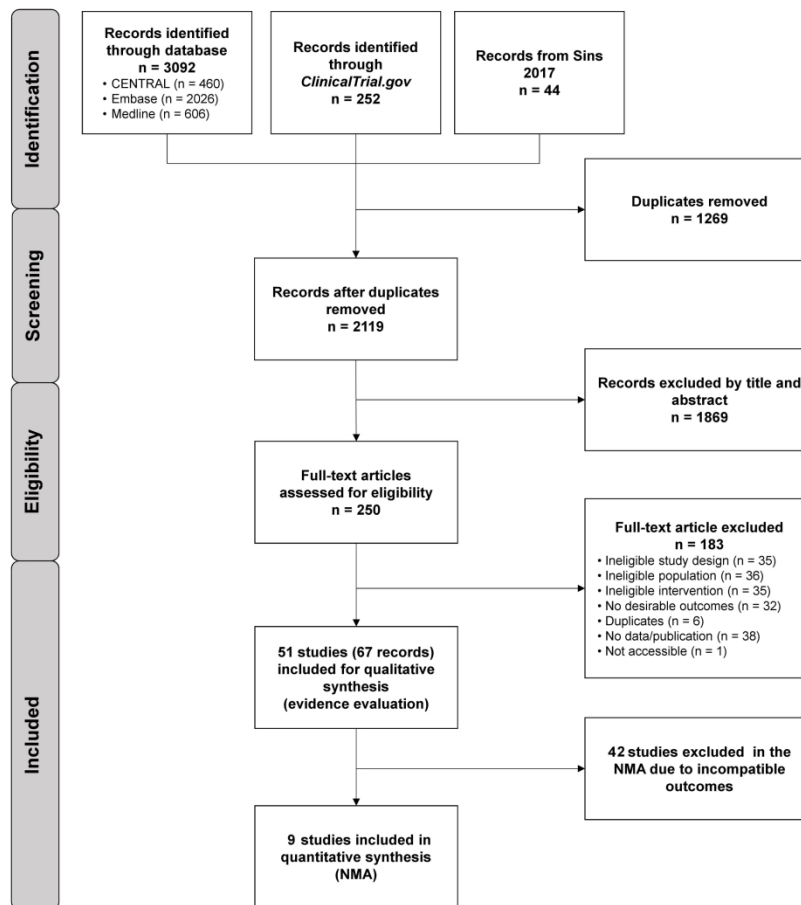 Identification
Records identified
through database
n = 3092
• CENTRAL (n = 460)
• Embase (n = 2026)
• Medline (n = 606)
Records identified
through
ClinicalTrial.gov
n = 252
Records from Sins
2017
n = 44
Duplicates removed
n = 1269
Screening
Records after duplicates
removed
n = 2119
Records excluded by title and
abstract
n = 1869
Eligibility
Full-text articles
assessed for eligibility
n = 250
Full-text article excluded
n = 183
• Ineligible study design (n = 35)
• Ineligible population (n = 36)
• Ineligible intervention (n = 35)
• No desirable outcomes (n = 32)
• Duplicates (n = 6)
• No data/publication (n = 38)
• Not accessible (n = 1)
Included
51 studies (67 records)
included for qualitative
synthesis
(evidence evaluation)
42 studies excluded in the
NMA due to incompatible
outcomes
9 studies included in
quantitative synthesis
(NMA)